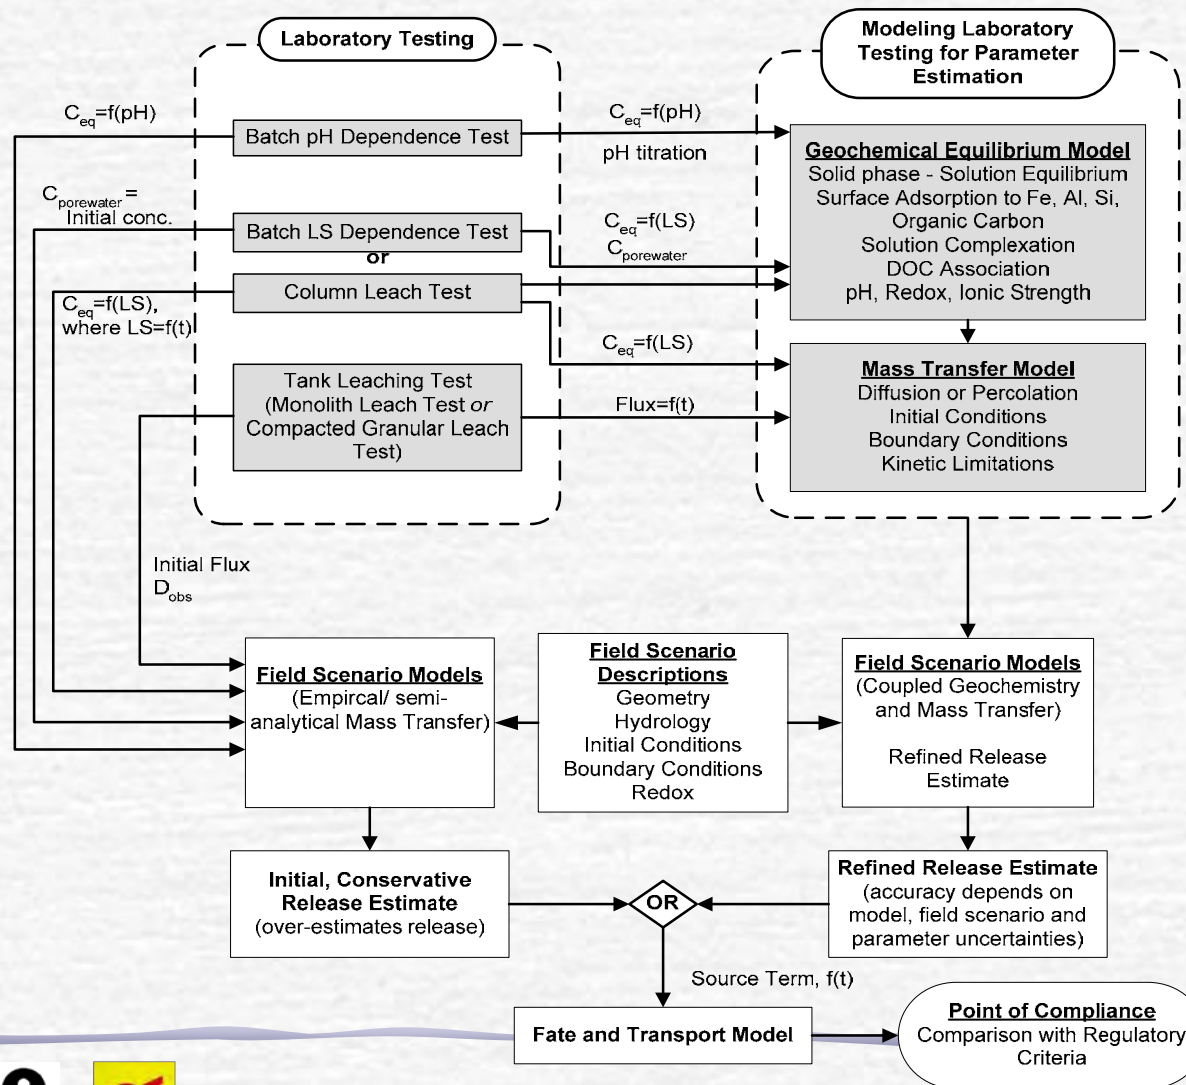 Laboratory Testing
Modeling Laboratory
Testing for Parameter
Estimation
Ceq=f(pH)
Batch pH Dependence Test
Ceq=f(pH)
pH titration
Cporewater =
Initial conc.
Batch LS Dependence Test
or
Column Leach Test
Ceq=f(LS)
Cporewater
Ceq=f(LS),
where LS=f(t)
Ceq=f(LS)
Tank Leaching Test
(Monolith Leach Test or
Compacted Granular Leach
Test)
Flux=f(t)
Geochemical Equilibrium Model
Solid phase - Solution Equilibrium
Surface Adsorption to Fe, Al, Si,
Organic Carbon
Solution Complexation
DOC Association
pH, Redox, Ionic Strength
Mass Transfer Model
Diffusion or Percolation
Initial Conditions
Boundary Conditions
Kinetic Limitations
Initial Flux
Dobs
Field Scenario Models
(Empircal/ semi-
analytical Mass Transfer)
Field Scenario
Descriptions
Geometry
Hydrology
Initial Conditions
Boundary Conditions
Redox
Field Scenario Models
(Coupled Geochemistry
and Mass Transfer)
Refined Release
Estimate
Initial, Conservative
Release Estimate
(over-estimates release)
OR
Refined Release Estimate
(accuracy depends on
model, field scenario and
parameter uncertainties)
Source Term, f(t)
Fate and Transport Model
Point of Compliance
Comparison with Regulatory
Criteria